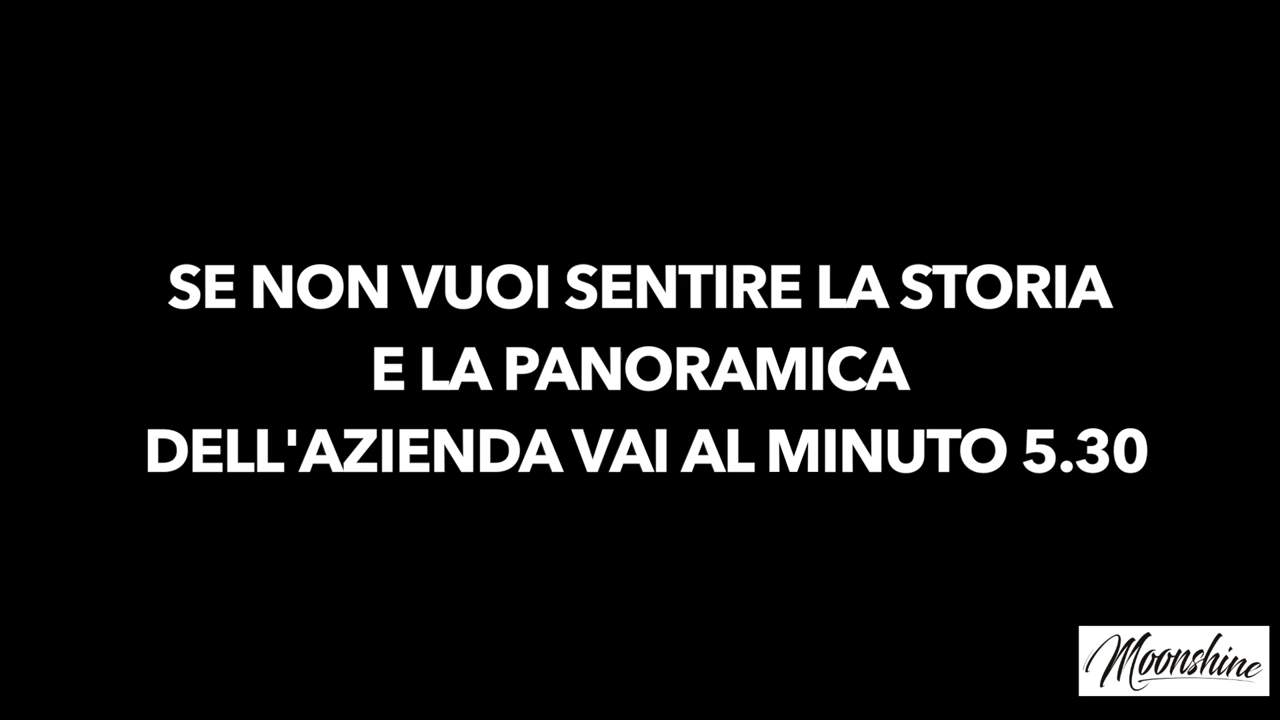 SE NON VUOI SENTIRE LA STORIA
E LA PANORAMICA
DELL'AZIENDA VAI AL MINUTO 5.30
Moonshine